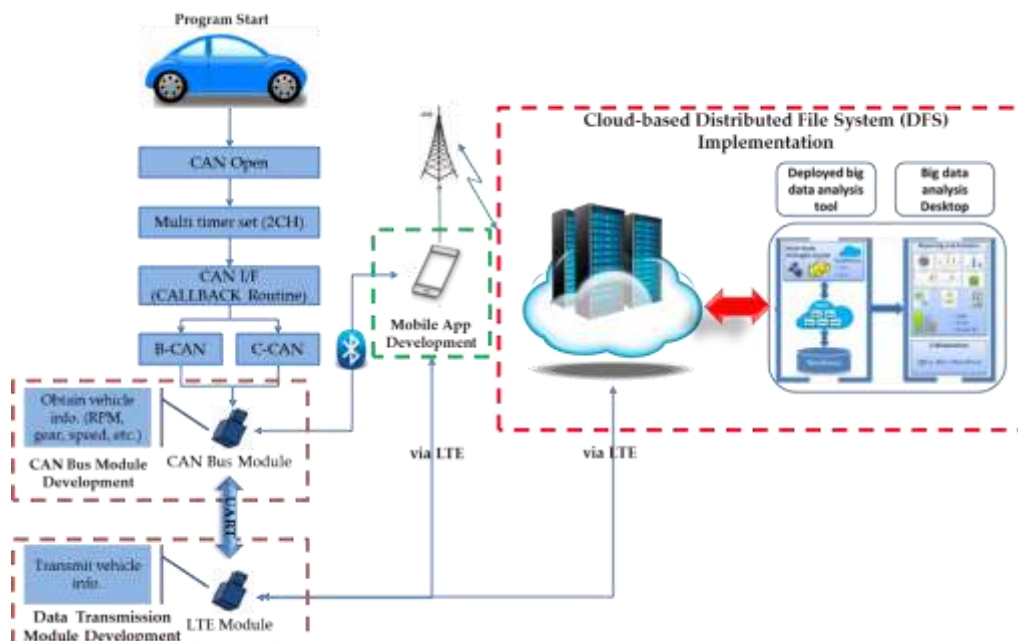 Program Start
CAN Open
Multi timer set (2CH)
CAN I/F
(CALLBACK Routine)
B-CAN
C-CAN
Obtain vehicle
info. (RPM,
gear, speed, etc.)
CAN Bus Module
Development
CAN Bus Module
UART
Transmit vehicle
info.
Data Transmission
Module Development
LTE Module
Mobile App
Development
via LTE
via LTE
Cloud-based Distributed File System (DFS)
Implementation
Deployed big
data analysis
tool
Big data
analysis
Desktop